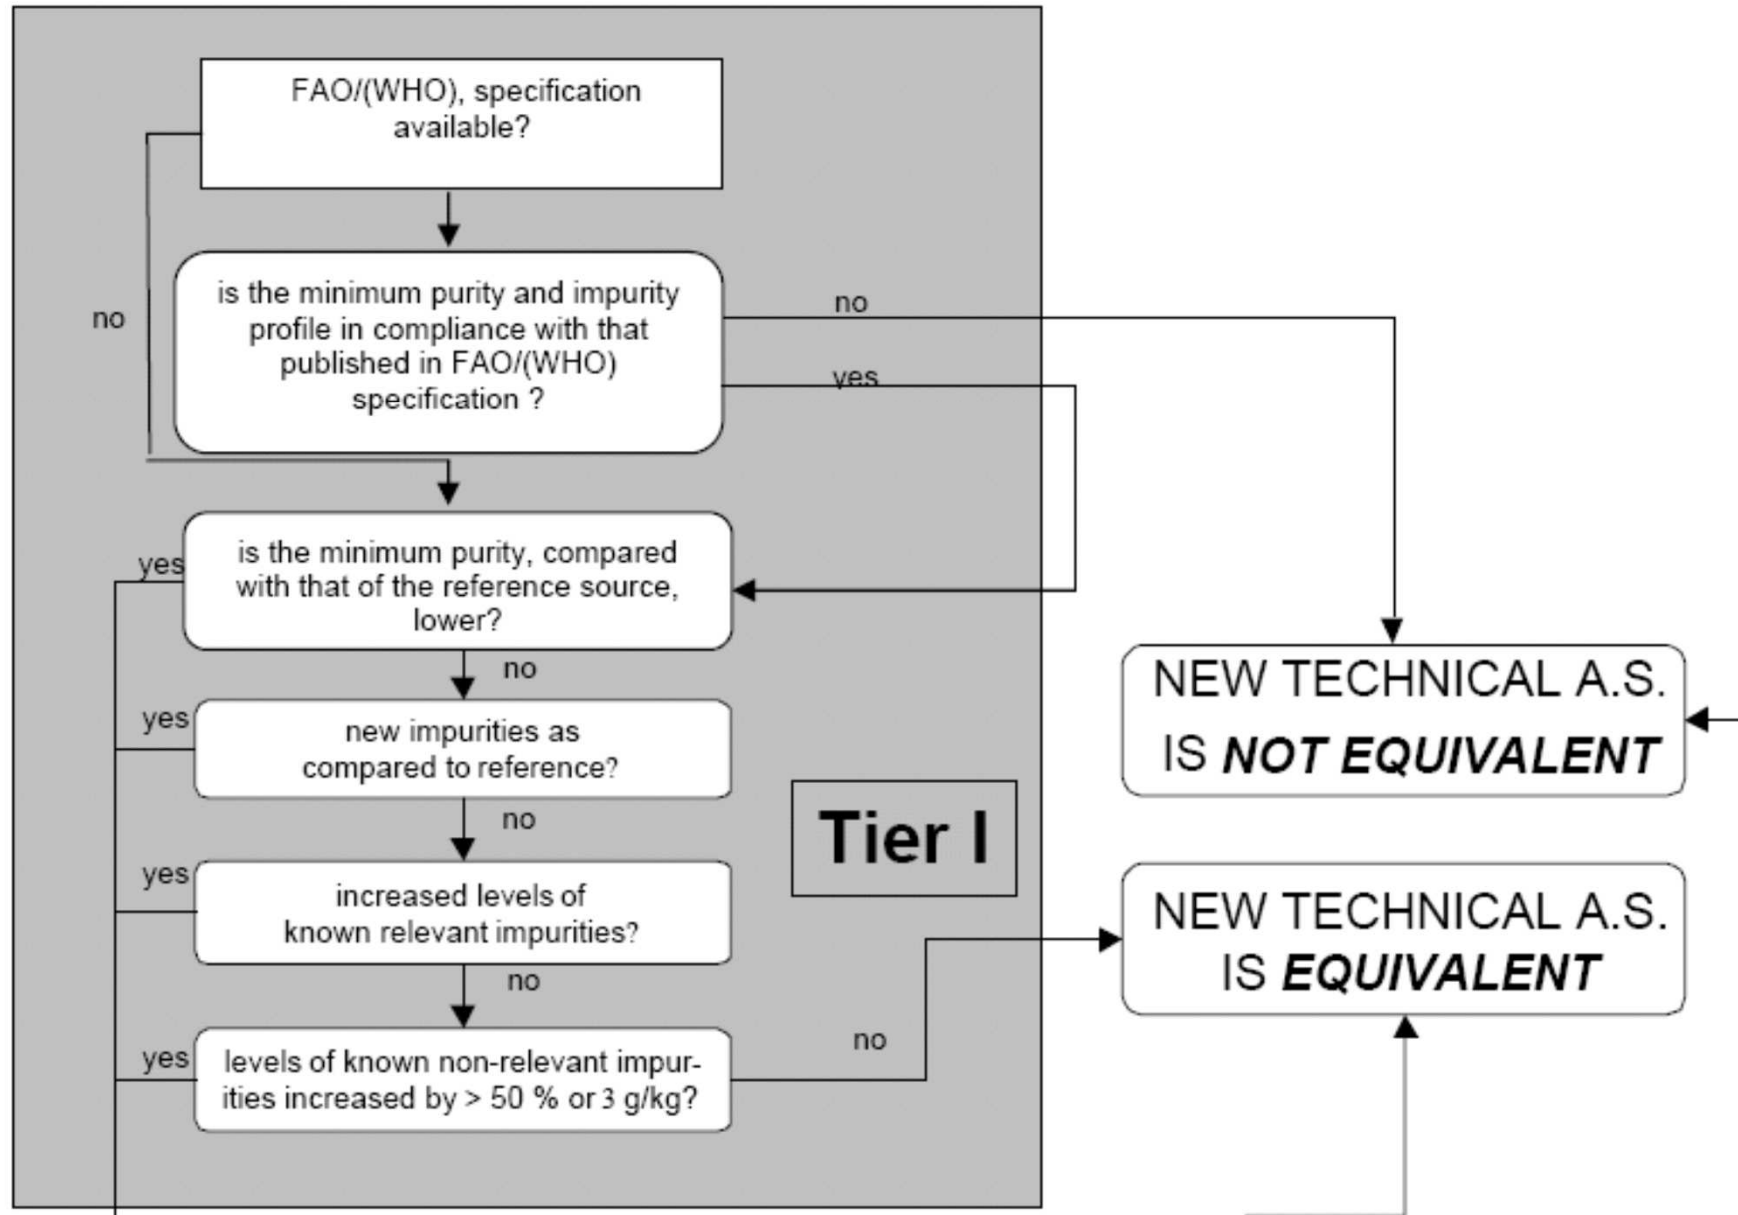 FAO/(WHO), specification
available?
no
is the minimum purity and impurity
profile in compliance with that
published in FAO/(WHO)
specification ?
no
yes
yes
is the minimum purity, compared
with that of the reference source,
lower?
no
yes
new impurities as
compared to reference?
no
yes
increased levels of
known relevant impurities?
no
yes
levels of known non-relevant impur-
ities increased by > 50 % or 3 g/kg?
no
Tier I
NEW TECHNICAL A.S.
IS NOT EQUIVALENT
NEW TECHNICAL A.S.
IS EQUIVALENT